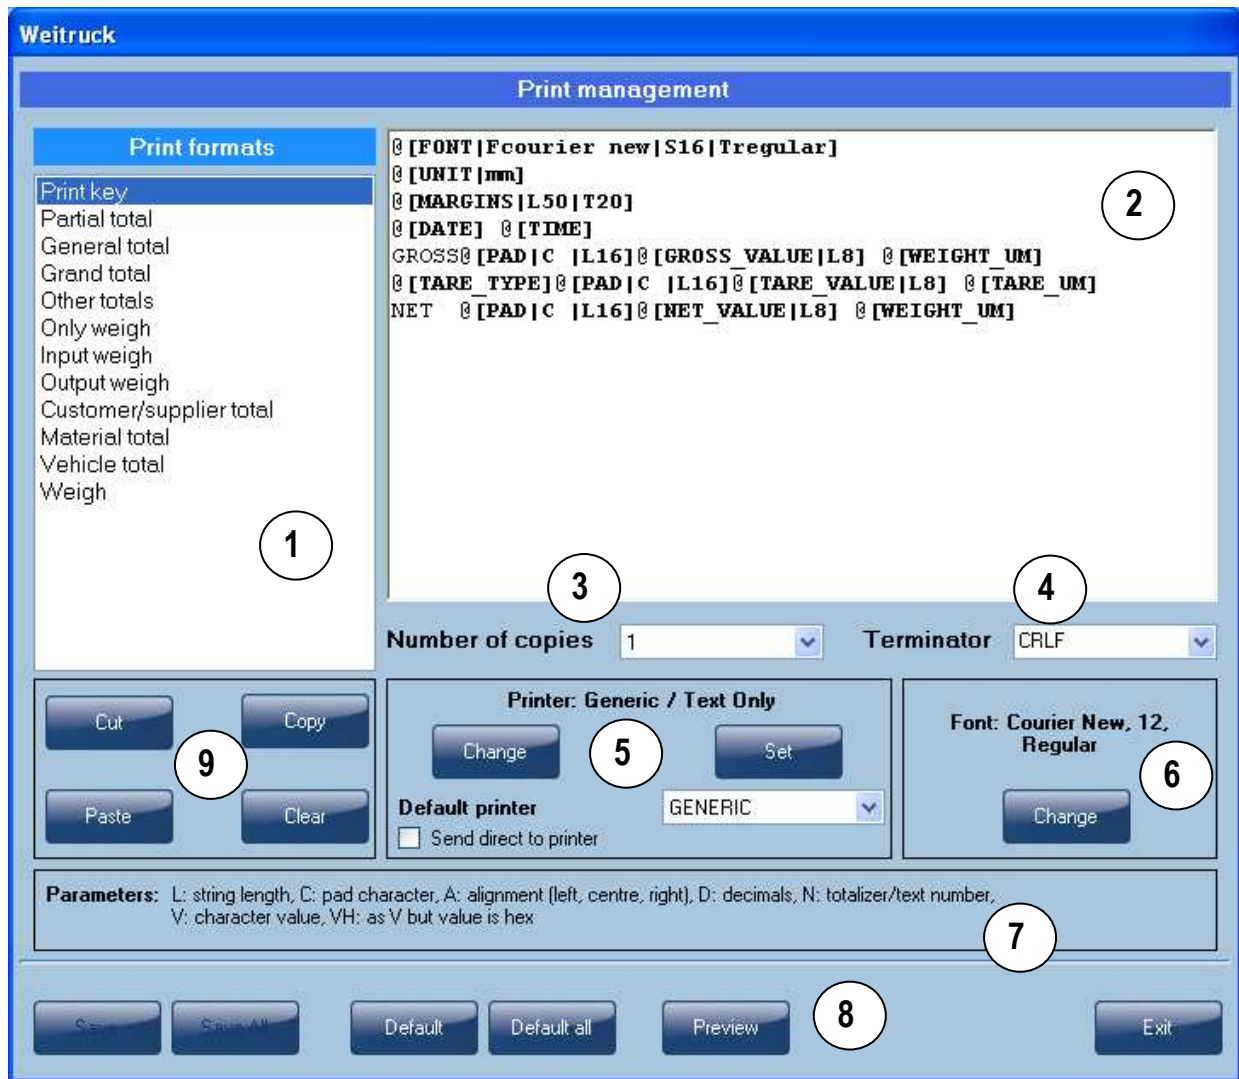 Weitruck
Print management
Print formats
Print key
Partial total
General total
Grand total
Other totals
Only weigh
Input weigh
Output weigh
Customer/supplier total
Material total
Vehicle total
Weigh
1
@[FONT|Fcourier new|S16|Tregular]
@[UNIT|mm]
@[MARGINS|L50|T20]
@[DATE] @[TIME]
GROSS@[PAD|C |L16]@[GROSS_VALUE|L8] @[WEIGHT_UM]
@[TARE_TYPE]@[PAD|C |L16]@[TARE_VALUE|L8] @[TARE_UM]
NET  @[PAD|C |L16]@[NET_VALUE|L8] @[WEIGHT_UM]
2
3
4
Number of copies 1 Terminator CRLF
Cut Copy
9
Paste Clear
Printer: Generic / Text Only
Change 5 Set
Default printer GENERIC
Send direct to printer
Font: Courier New, 12,
Regular
6
Change
Parameters: L: string length, C: pad character, A: alignment (left, centre, right), D: decimals, N: totalizer/text number,
V: character value, VH: as V but value is hex
7
Save Save All Default Default all Preview 8 Exit